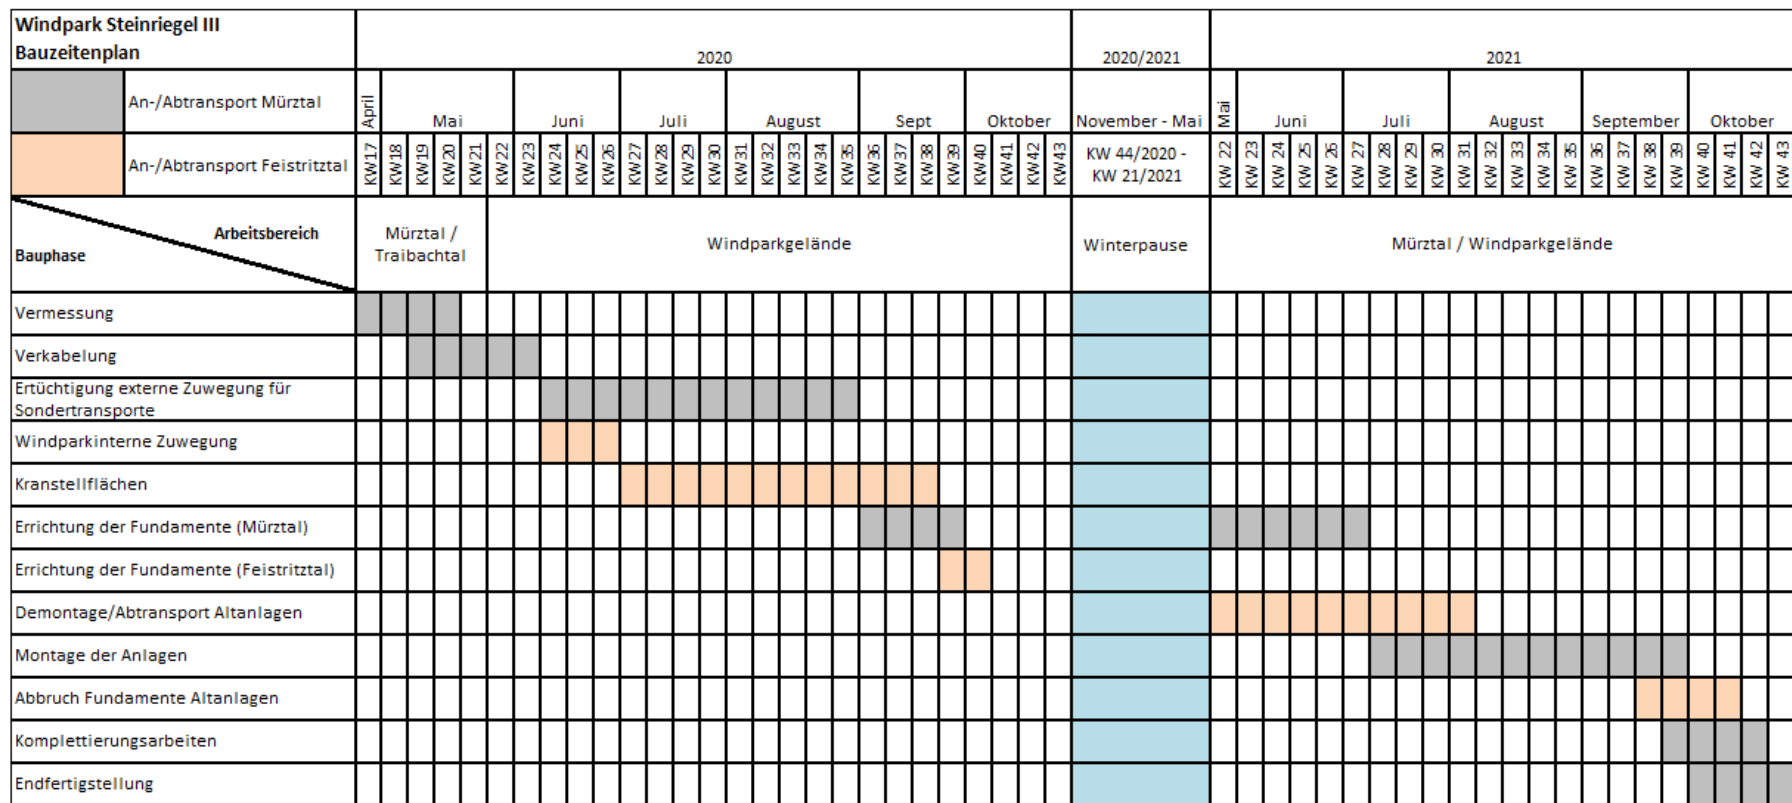 Windpark Steinriegel III
Bauzeitenplan
2020
2020/2021
2021
An-/Abtransport Mürztal
April
Mai
Juni
Juli
August
Sept
Oktober
November - Mai
Mai
Juni
Juli
August
September
Oktober
An-/Abtransport Feistritztal
KW17
KW18
KW19
KW20
KW21
KW22
KW23
KW24
KW25
KW26
KW27
KW28
KW29
KW30
KW31
KW32
KW33
KW34
KW35
KW36
KW37
KW38
KW39
KW40
KW41
KW42
KW43
KW 44/2020 -
KW 21/2021
KW 22
KW 23
KW 24
KW 25
KW 26
KW 27
KW 28
KW 29
KW 30
KW 31
KW 32
KW 33
KW 34
KW 35
KW 36
KW 37
KW 38
KW 39
KW 40
KW 41
KW 42
KW 43
Arbeitsbereich
Bauphase
Mürztal /
Traibachtal
Windparkgelände
Winterpause
Mürztal / Windparkgelände
Vermessung
Verkabelung
Ertüchtigung externe Zuwegung für
Sondertransporte
Windparkinterne Zuwegung
Kranstellflächen
Errichtung der Fundamente (Mürztal)
Errichtung der Fundamente (Feistritztal)
Demontage/Abtransport Altanlagen
Montage der Anlagen
Abbruch Fundamente Altanlagen
Komplettierungsarbeiten
Endfertigstellung